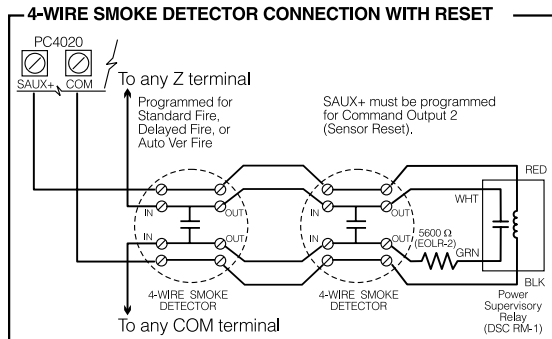 4-WIRE SMOKE DETECTOR CONNECTION WITH RESET
PC4020
SAUX+ COM
To any Z terminal
Programmed for
Standard Fire,
Delayed Fire, or
Auto Ver Fire
SAUX+ must be programmed
for Command Output 2
(Sensor Reset).
RED
WHT
IN OUT
IN OUT
IN OUT
IN OUT
5600 Ω
(EOLR-2)
GRN
BLK
4-WIRE SMOKE
DETECTOR
4-WIRE SMOKE
DETECTOR
Power
Supervisory
Relay
(DSC RM-1)
To any COM terminal